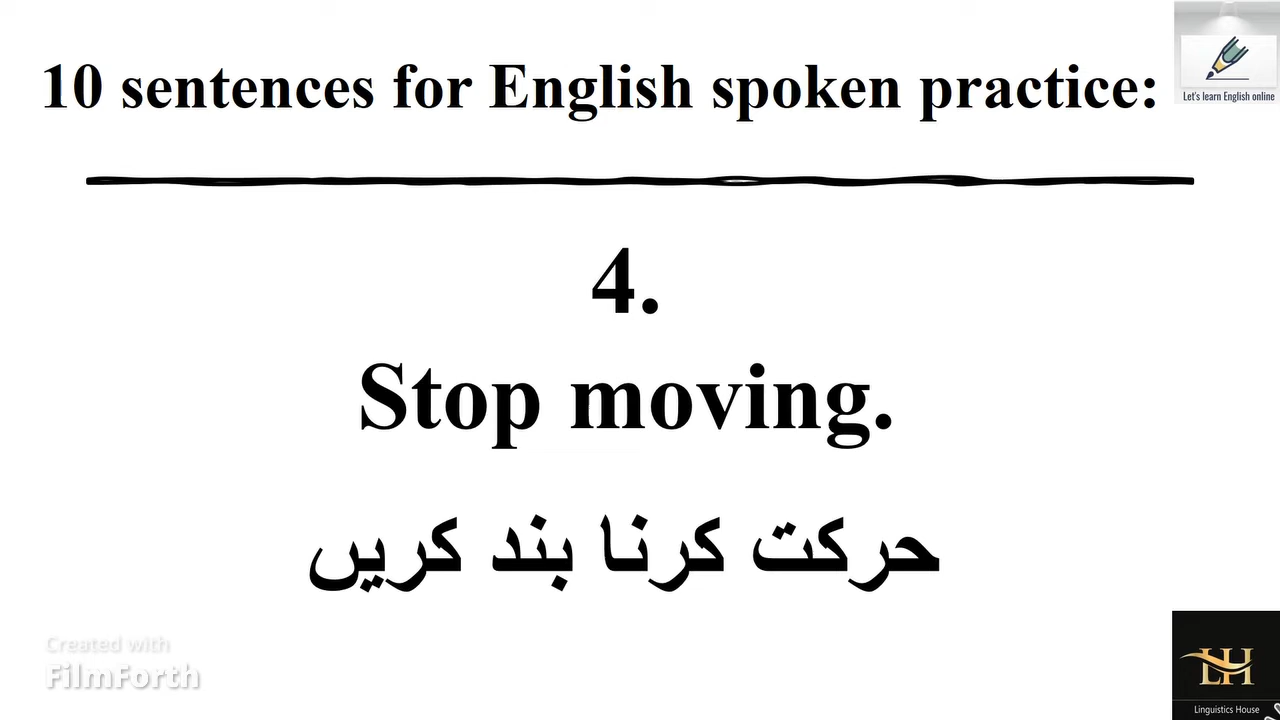 10 sentences for English spoken practice:
Let's learn English online
4.
Stop moving.
حرکت کرنا بند کریں
Created with
FilmForth
LH
Linguistics House